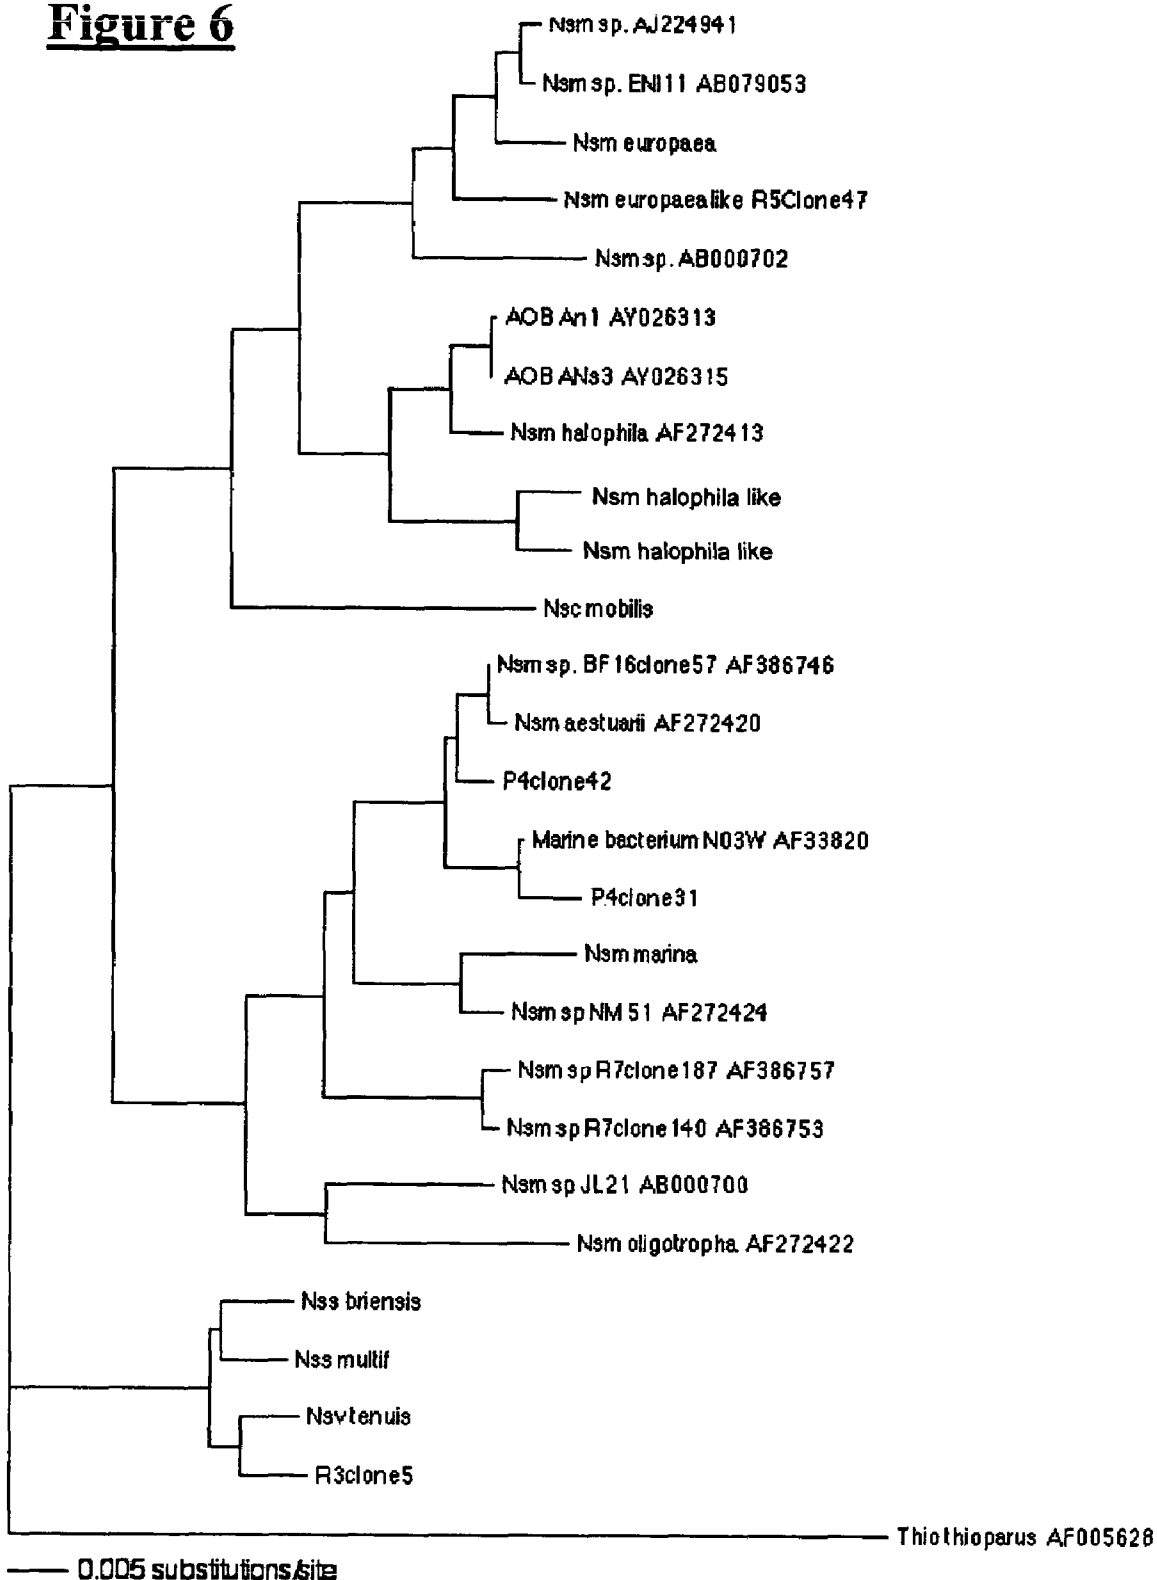 Figure 6
Nsm sp. AJ224941
Nsm sp. ENI11 AB079053
Nsm europaea
Nsm europaealike R5Clone47
Nsm sp. AB000702
AOB An1 AY026313
AOB ANs3 AY026315
Nsm halophila AF272413
Nsm halophila like
Nsm halophila like
Nsc mobilis
Nsm sp. BF16clone57 AF386746
Nsm aestuarii AF272420
P4clone42
Marine bacterium N03W AF33820
P4clone31
Nsm marina
Nsm sp NM 51 AF272424
Nsm sp R7clone187 AF386757
Nsm sp R7clone140 AF386753
Nsm sp JL21 AB000700
Nsm oligotropha AF272422
Nss briensis
Nss multif
Nsv tenuis
R3clone5
Thio thioparus AF005628
0.005 substitutions/site